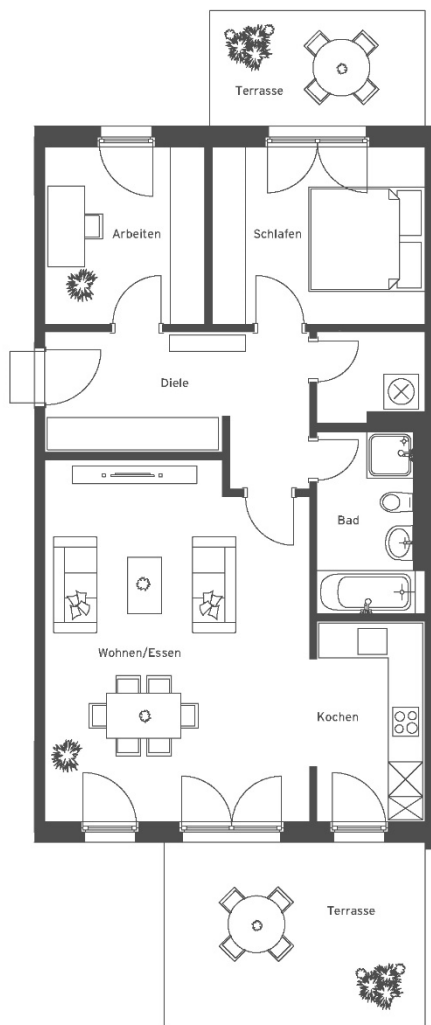 Terrasse
Arbeiten
Schlafen
Diele
Bad
Wohnen/Essen
Kochen
Terrasse